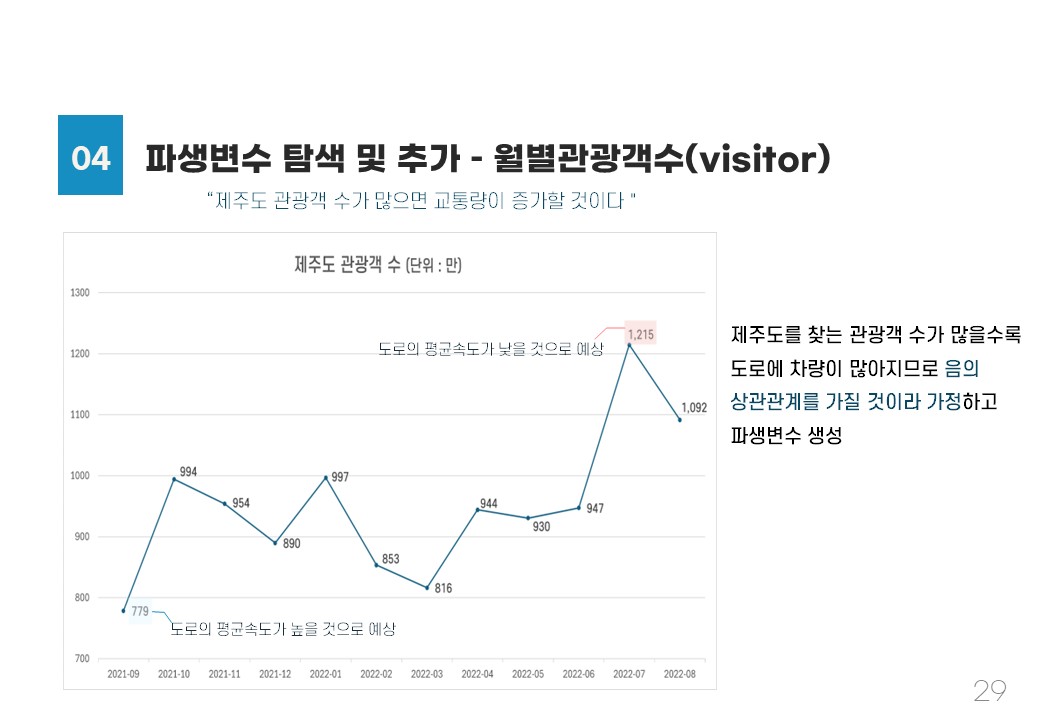 04
파생변수 탐색 및 추가 - 월별관광객수(visitor)
“제주도 관광객 수가 많으면 교통량이 증가할 것이다 "
제주도 관광객 수 (단위 : 만)
1300
1200
1100
1000
900
800
700
779
994
954
890
997
853
816
944
930
947
1,215
1,092
도로의 평균속도가 낮을 것으로 예상
도로의 평균속도가 높을 것으로 예상
2021-09 2021-10 2021-11 2021-12 2022-01 2022-02 2022-03 2022-04 2022-05 2022-06 2022-07 2022-08
제주도를 찾는 관광객 수가 많을수록
도로에 차량이 많아지므로 음의
상관관계를 가질 것이라 가정하고
파생변수 생성
29